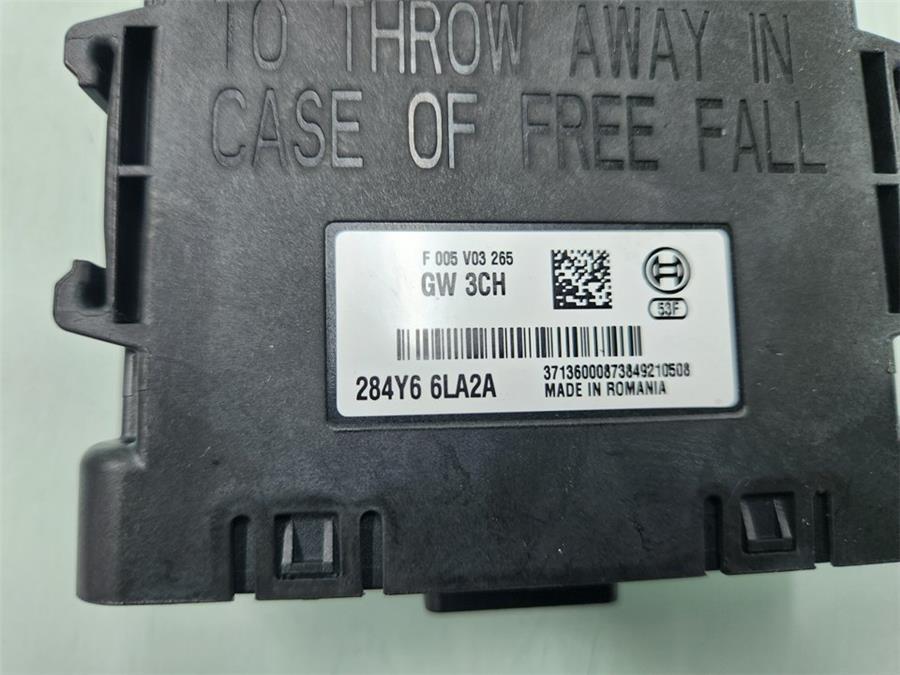 TO THROW AWAY IN
CASE OF FREE FALL
F 005 V03 265
GW 3CH
53F
284Y6 6LA2A
37136000873849210508
MADE IN ROMANIA